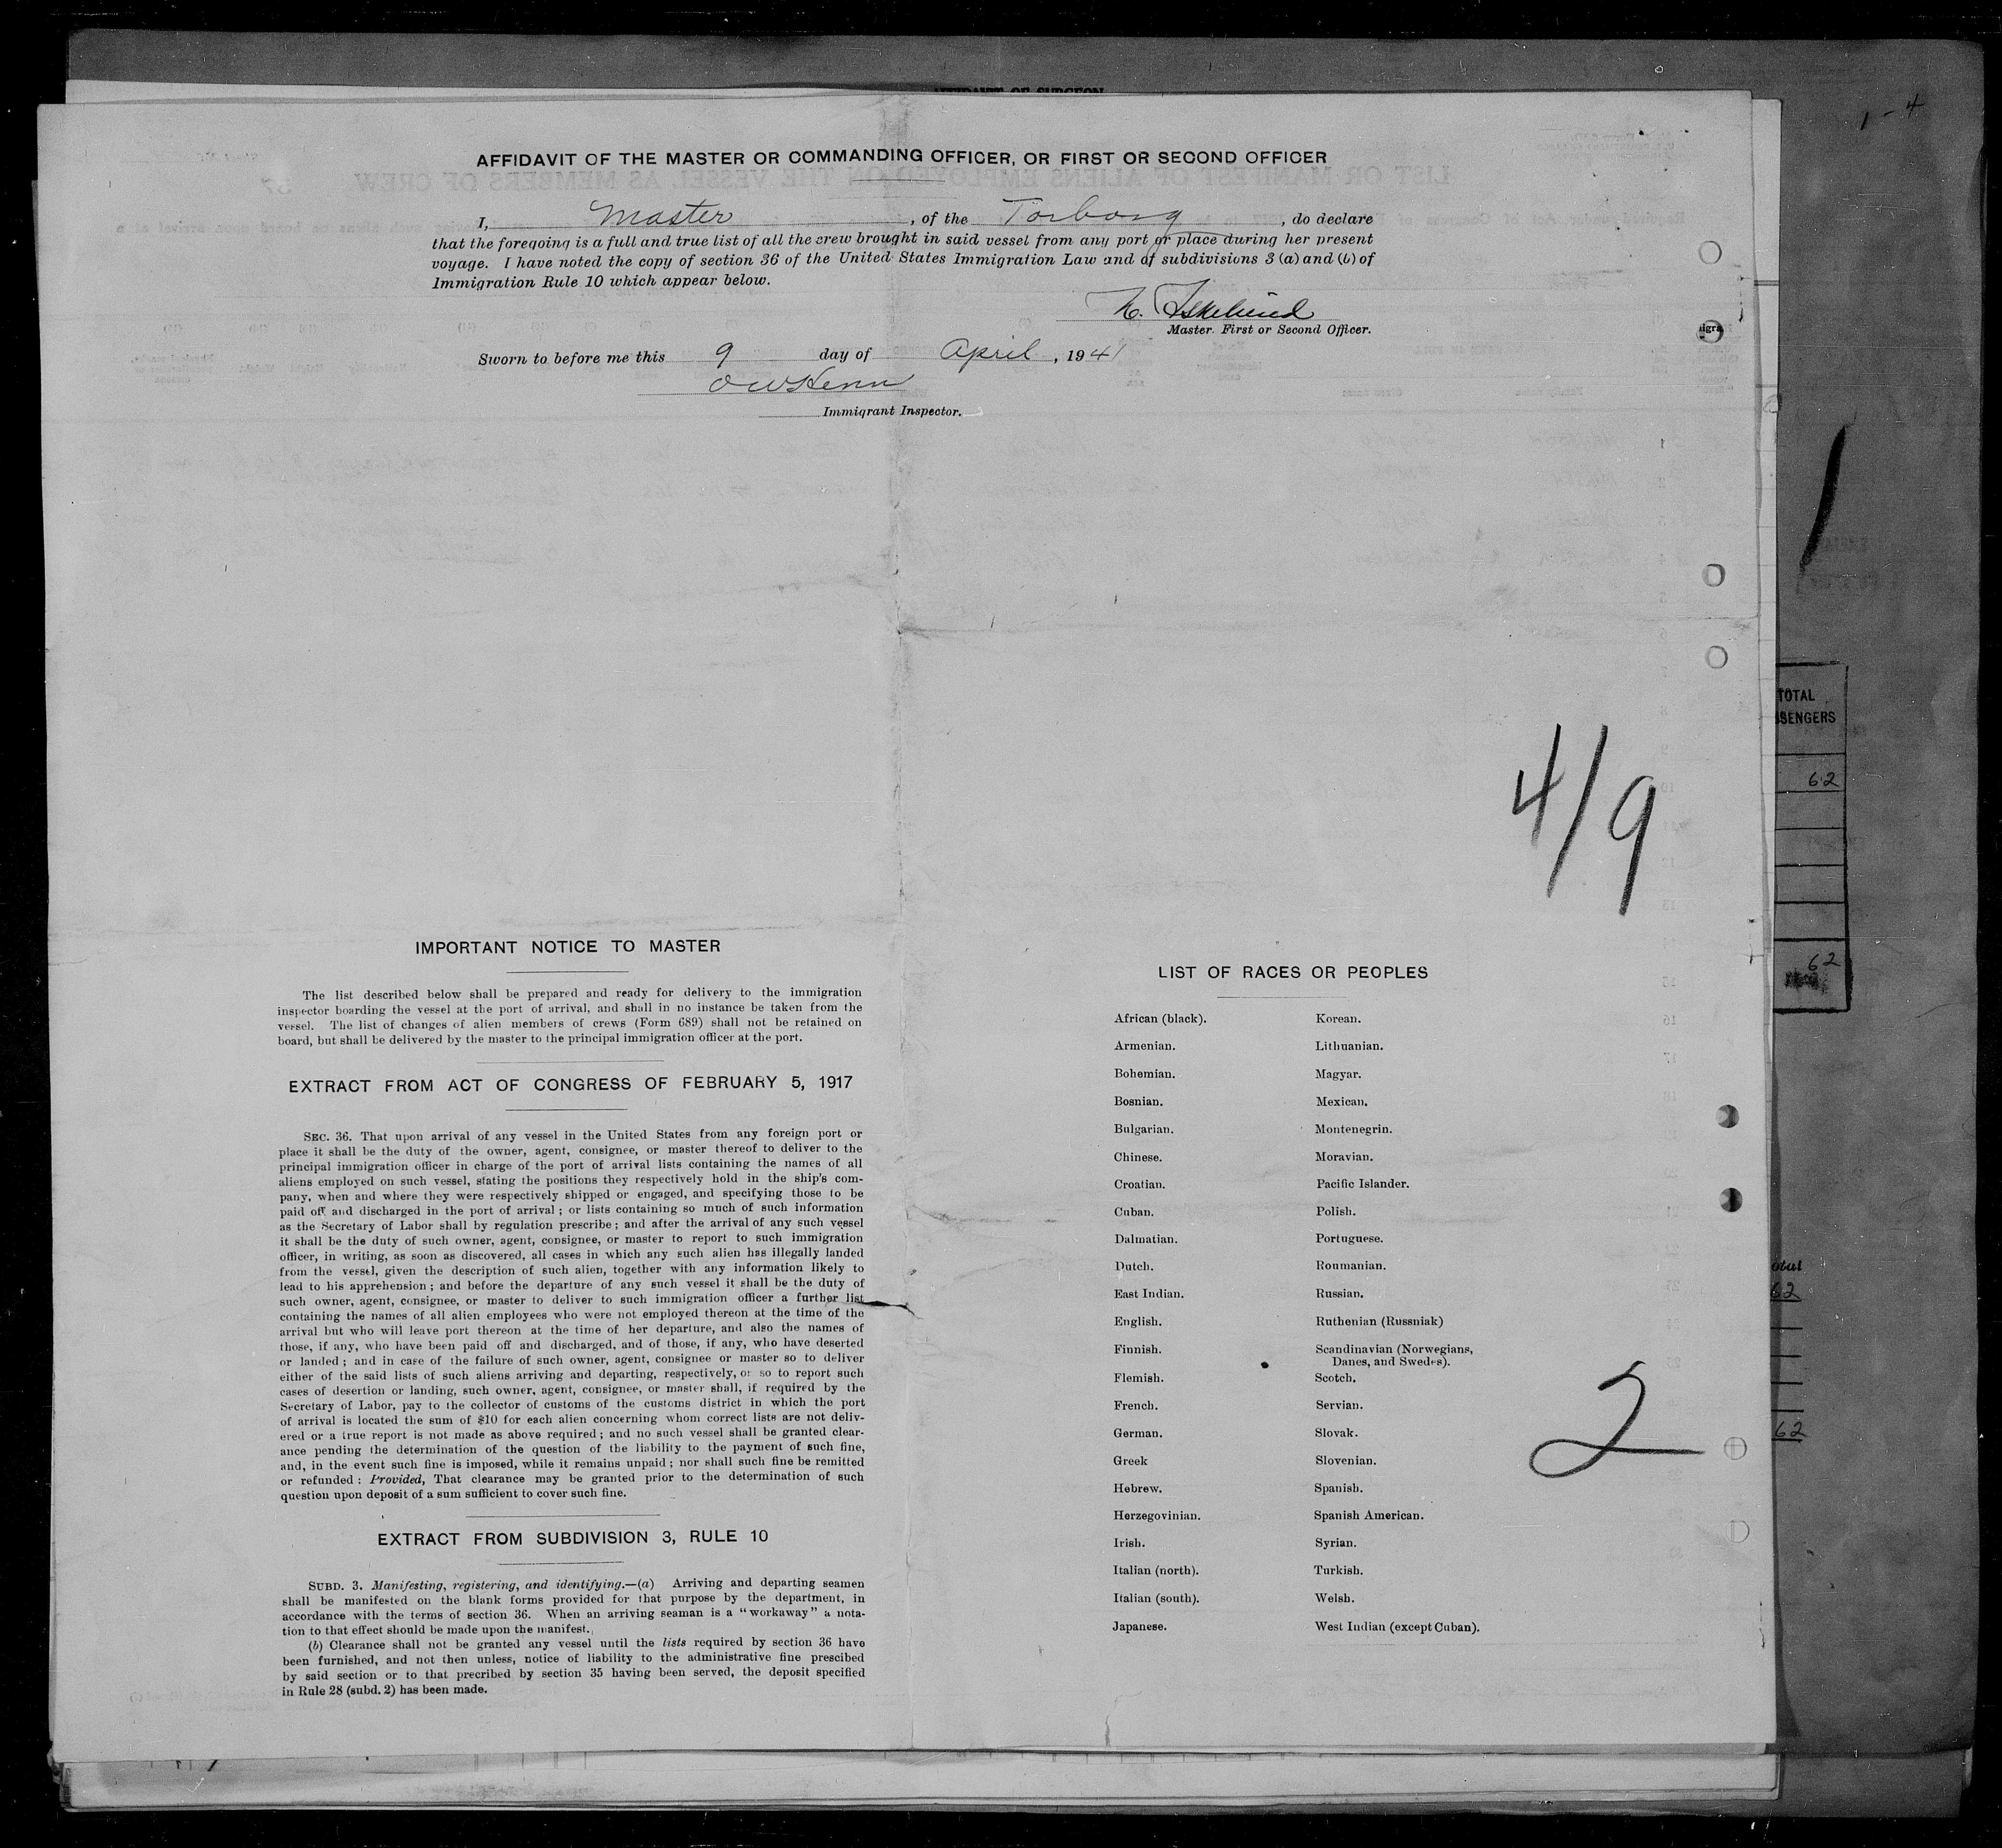 1-4
AFFIDAVIT OF SURGEON
AFFIDAVIT OF THE MASTER OR COMMANDING OFFICER, OR FIRST OR SECOND OFFICER
I, Master, of the Torborg, do declare
that the foregoing is a full and true list of all the crew brought in said vessel from any port or place during her present
voyage. I have noted the copy of section 36 of the United States Immigration Law and of subdivisions 3 (a) and (b) of
Immigration Rule 10 which appear below.
Master. First or Second Officer.
Sworn to before me this 9 day of April, 1941
Immigrant Inspector.
TOTAL
SENGERS
62
4/9
62
IMPORTANT NOTICE TO MASTER
The list described below shall be prepared and ready for delivery to the immigration
inspector boarding the vessel at the port of arrival, and shall in no instance be taken from the
vessel. The list of changes of alien members of crews (Form 689) shall not be retained on
board, but shall be delivered by the master to the principal immigration officer at the port.
EXTRACT FROM ACT OF CONGRESS OF FEBRUARY 5, 1917
SEC. 36. That upon arrival of any vessel in the United States from any foreign port or
place it shall be the duty of the owner, agent, consignee, or master thereof to deliver to the
principal immigration officer in charge of the port of arrival lists containing the names of all
aliens employed on such vessel, stating the positions they respectively hold in the ship's com-
pany, when and where they were respectively shipped or engaged, and specifying those to be
paid off and discharged in the port of arrival; or lists containing so much of such information
as the Secretary of Labor shall by regulation prescribe; and after the arrival of any such vessel
it shall be the duty of such owner, agent, consignee, or master to report to such immigration
officer, in writing, as soon as discovered, all cases in which any such alien has illegally landed
from the vessel, given the description of such alien, together with any information likely to
lead to his apprehension; and before the departure of any such vessel it shall be the duty of
such owner, agent, consignee, or master to deliver to such immigration officer a further list
containing the names of all alien employees who were not employed thereon at the time of the
arrival but who will leave port thereon at the time of her departure, and also the names of
those, if any, who have been paid off and discharged, and of those, if any, who have deserted
or landed; and in case of the failure of such owner, agent, consignee or master so to deliver
either of the said lists of such aliens arriving and departing, respectively, or so to report such
cases of desertion or landing, such owner, agent, consignee, or master shall, if required by the
Secretary of Labor, pay to the collector of customs of the customs district in which the port
of arrival is located the sum of $10 for each alien concerning whom correct lists are not deliv-
ered or a true report is not made as above required; and no such vessel shall be granted clear-
ance pending the determination of the question of the liability to the payment of such fine,
and, in the event such fine is imposed, while it remains unpaid; nor shall such fine be remitted
or refunded: Provided, That clearance may be granted prior to the determination of such
question upon deposit of a sum sufficient to cover such fine.
EXTRACT FROM SUBDIVISION 3, RULE 10
SUBD. 3. Manifesting, registering, and identifying.—(a) Arriving and departing seamen
shall be manifested on the blank forms provided for that purpose by the department, in
accordance with the terms of section 36. When an arriving seaman is a "workaway" a nota-
tion to that effect should be made upon the manifest.
(b) Clearance shall not be granted any vessel until the lists required by section 36 have
been furnished, and not then unless, notice of liability to the administrative fine prescibed
by said section or to that precribed by section 35 having been served, the deposit specified
in Rule 28 (subd. 2) has been made.
LIST OF RACES OR PEOPLES
African (black).
Armenian.
Bohemian.
Bosnian.
Bulgarian.
Chinese.
Croatian.
Cuban.
Dalmatian.
Dutch.
East Indian.
English.
Finnish.
Flemish.
French.
German.
Greek
Hebrew.
Herzegovinian.
Irish.
Italian (north).
Italian (south).
Japanese.
Korean.
Lithuanian.
Magyar.
Mexican.
Montenegrin.
Moravian.
Pacific Islander.
Polish.
Portuguese.
Roumanian.
Russian.
Ruthenian (Russniak)
Scandinavian (Norwegians,
Danes, and Swedes).
Scotch.
Servian.
Slovak.
Slovenian.
Spanish.
Spanish American.
Syrian.
Turkish.
Welsh.
West Indian (except Cuban).
2
otal
62
62